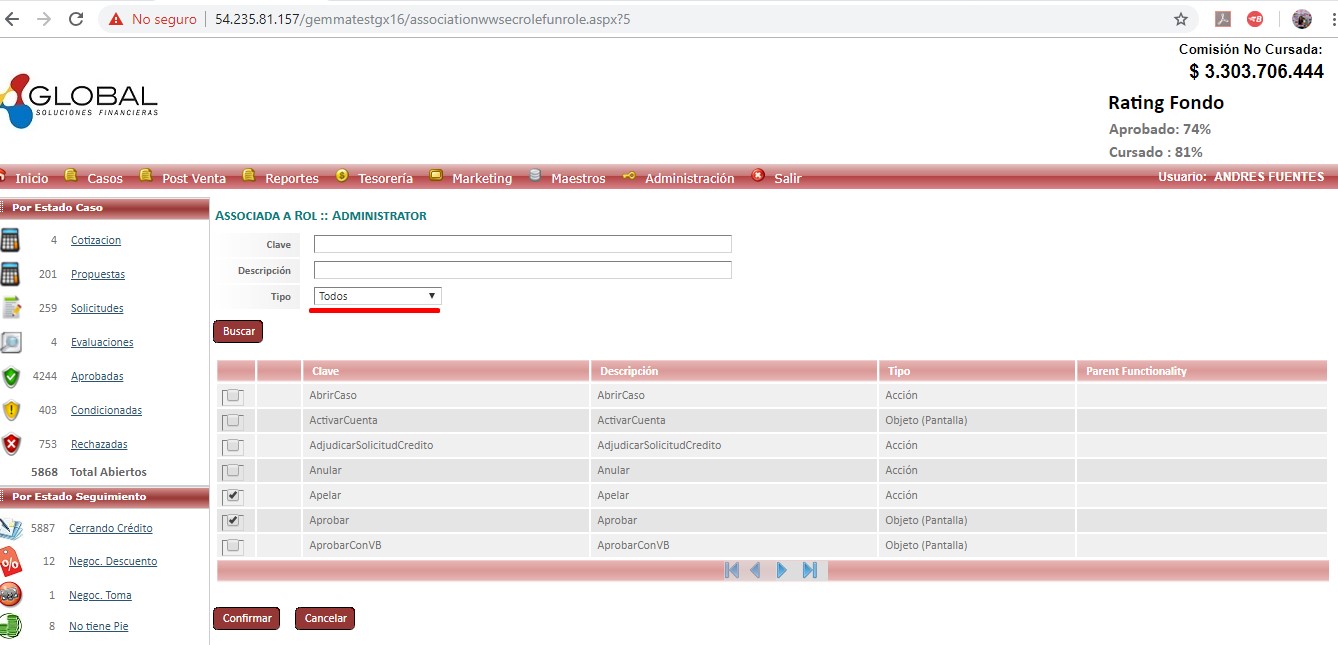 No seguro
54.235.81.157/gemmatestgx16/associationwwsecrolefunrole.aspx?5
Comisión No Cursada:
$ 3.303.706.444
GLOBAL
SOLUCIONES FINANCIERAS
Rating Fondo
Aprobado: 74%
Cursado : 81%
Inicio Casos Post Venta Reportes Tesorería Marketing Maestros Administración Salir Usuario: ANDRES FUENTES
Por Estado Caso
4 Cotizacion
201 Propuestas
259 Solicitudes
4 Evaluaciones
4244 Aprobadas
403 Condicionadas
753 Rechazadas
5868 Total Abiertos
Por Estado Seguimiento
5887 Cerrando Crédito
12 Negoc. Descuento
1 Negoc. Toma
8 No tiene Pie
ASSOCIADA A ROL :: ADMINISTRATOR
Clave
Descripción
Tipo Todos
Buscar
Clave Descripción Tipo Parent Functionality
AbrirCaso AbrirCaso Acción
ActivarCuenta ActivarCuenta Objeto (Pantalla)
AdjudicarSolicitudCredito AdjudicarSolicitudCredito Acción
Anular Anular Acción
Apelar Apelar Acción
Aprobar Aprobar Objeto (Pantalla)
AprobarConVB AprobarConVB Objeto (Pantalla)
Confirmar Cancelar